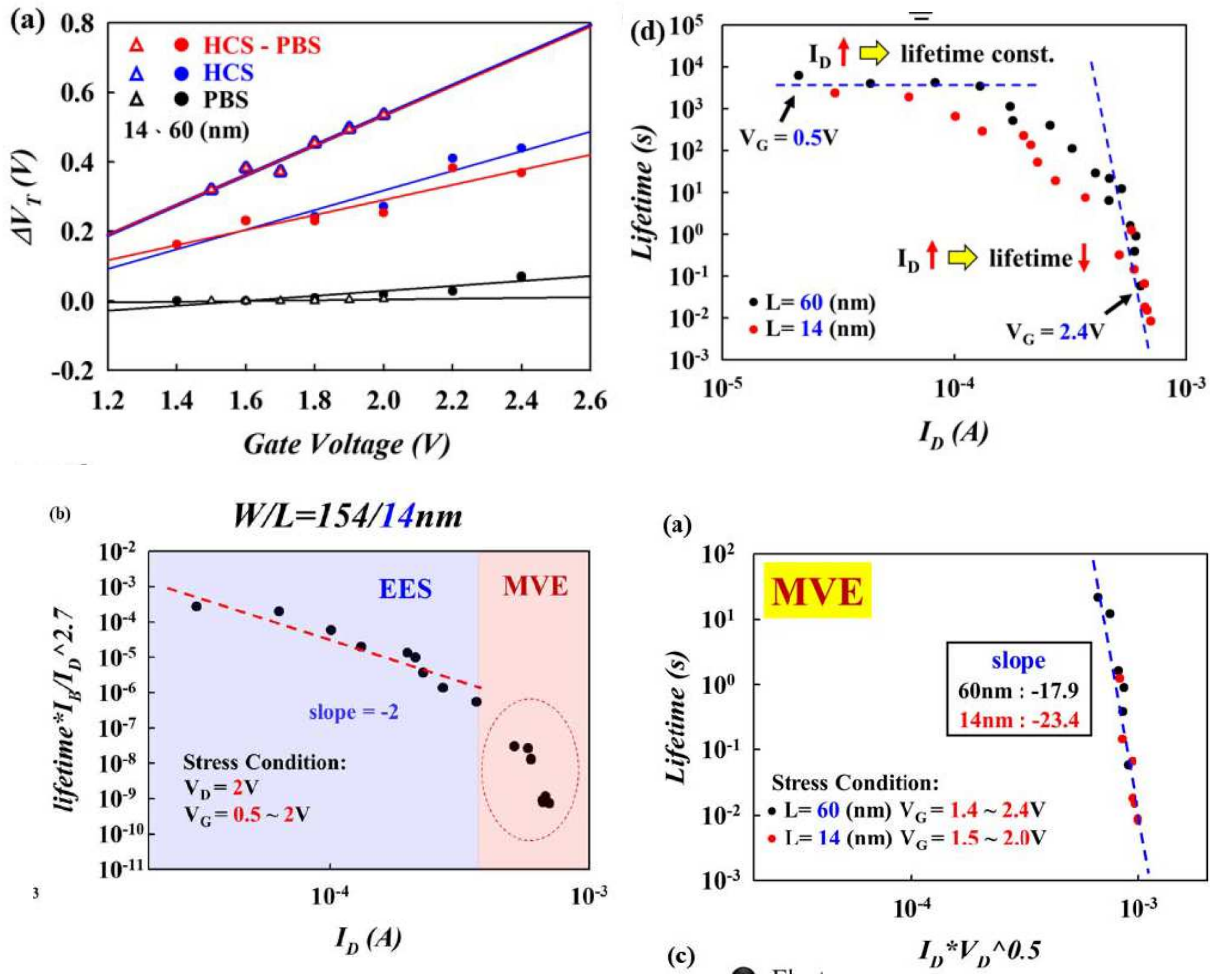 (a)
0.8
0.6
0.4
0.2
0.0
-0.2
ΔV_T (V)
HCS - PBS
HCS
PBS
14、60 (nm)
1.2 1.4 1.6 1.8 2.0 2.2 2.4 2.6
Gate Voltage (V)
(d)
10^5
10^4
10^3
10^2
10^1
10^0
10^-1
10^-2
10^-3
Lifetime (s)
I_D ↑ ⇨ lifetime const.
V_G = 0.5V
I_D ↑ ⇨ lifetime ↓
L= 60 (nm)
L= 14 (nm)
V_G = 2.4V
10^-5 10^-4 10^-3
I_D (A)
(b)
W/L=154/14nm
10^-2
10^-3
10^-4
10^-5
10^-6
10^-7
10^-8
10^-9
10^-10
10^-11
lifetime*I_B/I_D^2.7
EES
MVE
slope = -2
Stress Condition:
V_D = 2V
V_G = 0.5 ~ 2V
10^-4 10^-3
3
I_D (A)
(a)
10^2
10^1
10^0
10^-1
10^-2
10^-3
Lifetime (s)
MVE
slope
60nm : -17.9
14nm : -23.4
Stress Condition:
L= 60 (nm) V_G = 1.4 ~ 2.4V
L= 14 (nm) V_G = 1.5 ~ 2.0V
10^-4 10^-3
I_D*V_D^0.5
(c)